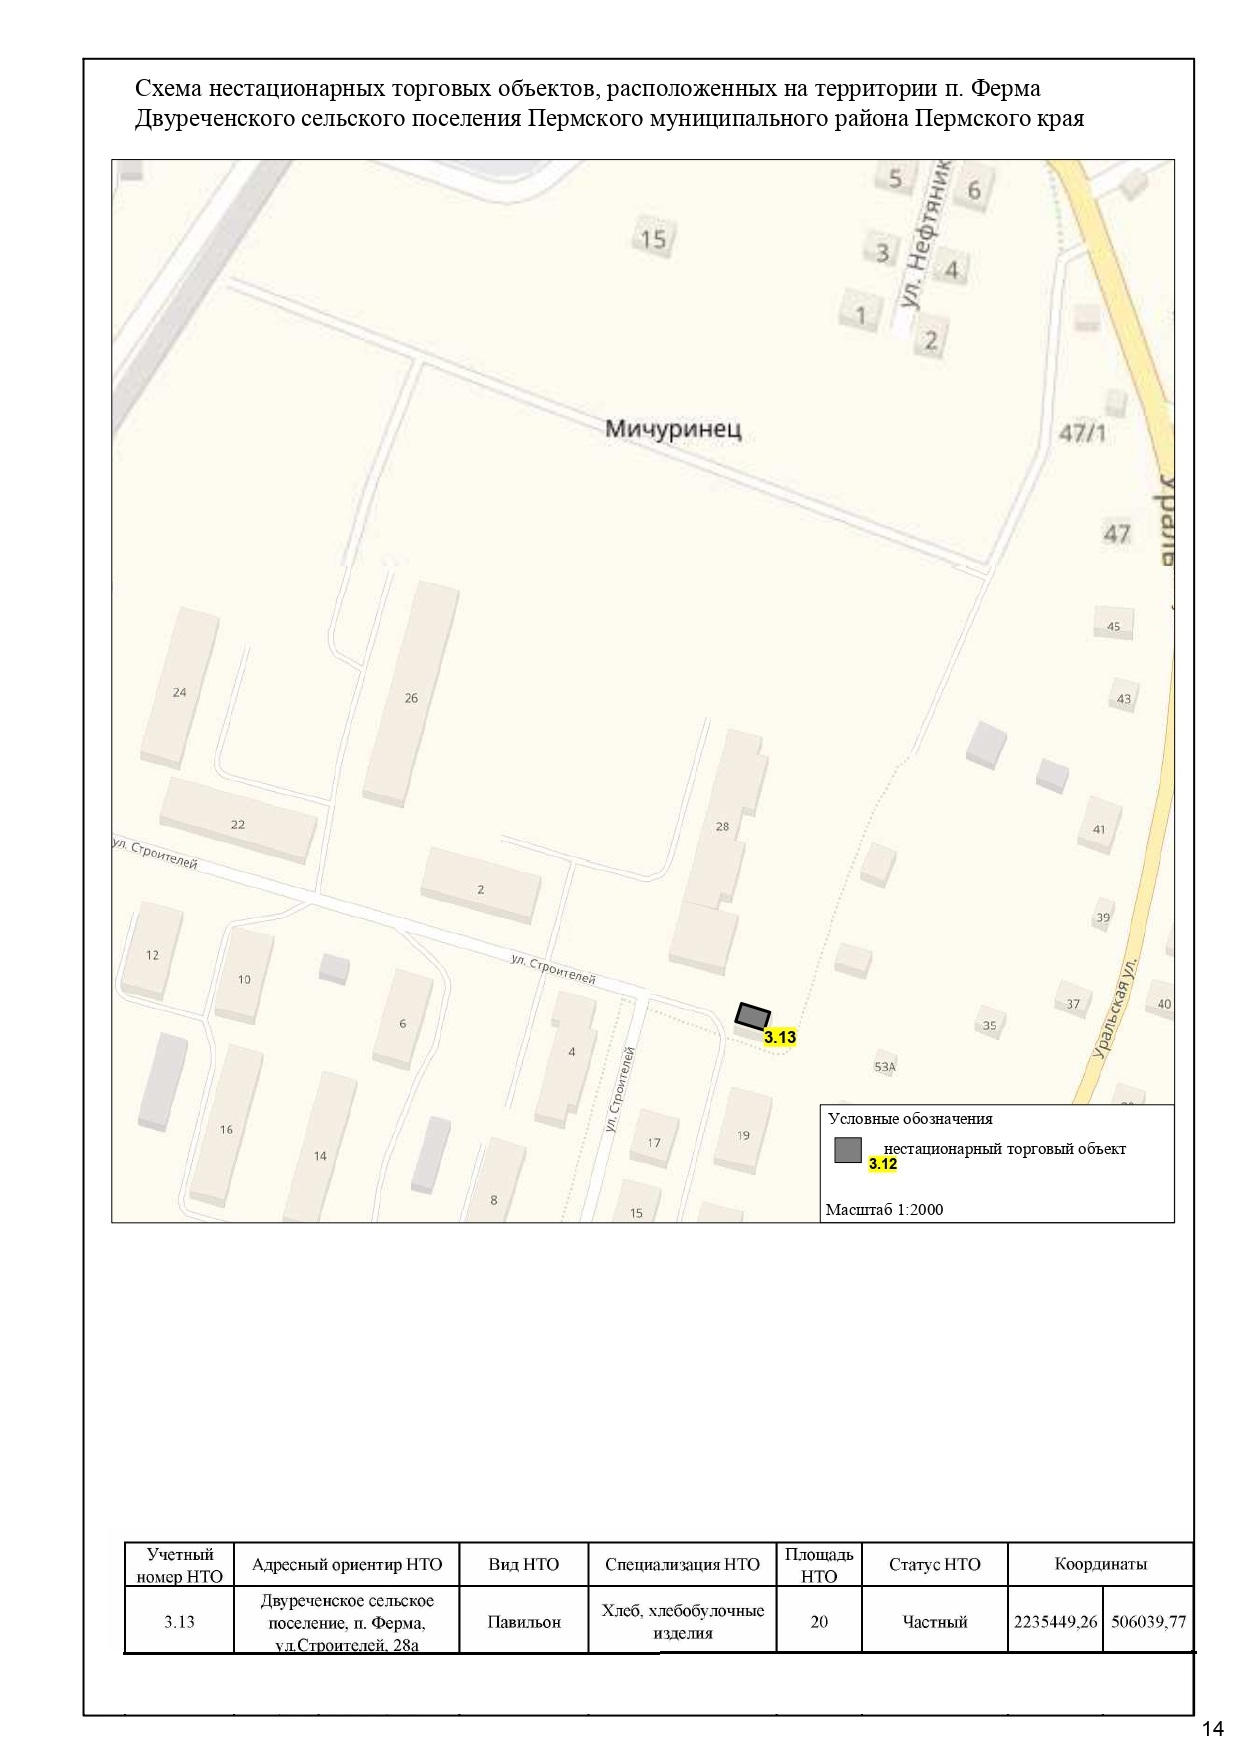 Схема нестационарных торговых объектов, расположенных на территории п. Ферма
Двуреченского сельского поселения Пермского муниципального района Пермского края
5
6
ул. Нефтяник
15
3
4
1
2
Мичуринец
47/1
47
Ураль
45
24
26
43
22
28
41
ул. Строителей
2
39
12
10
ул. Строителей
6
37
40
35
3.13
4
53А
Уральская ул.
ул. Строителей
16
17
19
14
8
15
Условные обозначения
нестационарный торговый объект
3.12
Масштаб 1:2000
Учетный номер НТО
Адресный ориентир НТО
Вид НТО
Специализация НТО
Площадь НТО
Статус НТО
Координаты
3.13
Двуреченское сельское
поселение, п. Ферма,
ул.Строителей, 28а
Павильон
Хлеб, хлебобулочные
изделия
20
Частный
2235449,26
506039,77
14